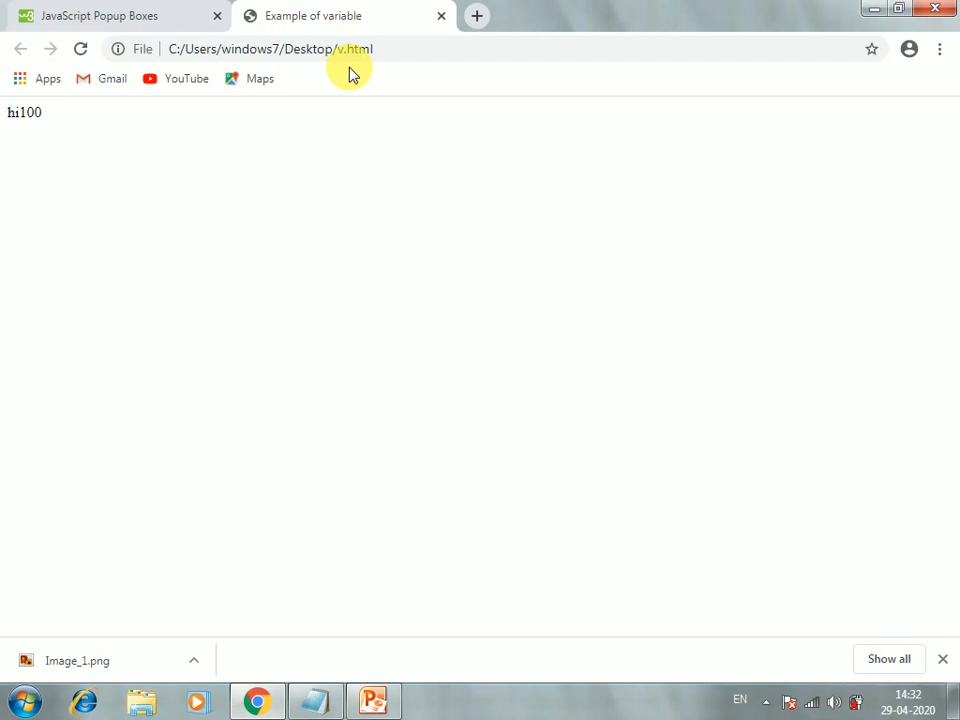 JavaScript Popup Boxes
Example of variable
File
C:/Users/windows7/Desktop/v.html
Apps
Gmail
YouTube
Maps
hi100
Image_1.png
Show all
EN
14:32
29-04-2020